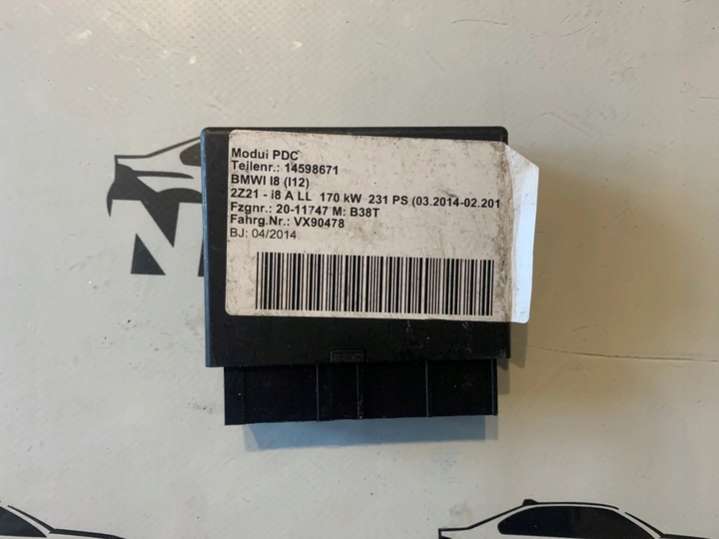 Modul PDC
Teilenr.: 14598671
BMWI I8 (I12)
2Z21 - i8 A LL 170 kW 231 PS (03.2014-02.201
Fzgnr.: 20-11747 M: B38T
Fahrg.Nr.: VX90478
BJ: 04/2014